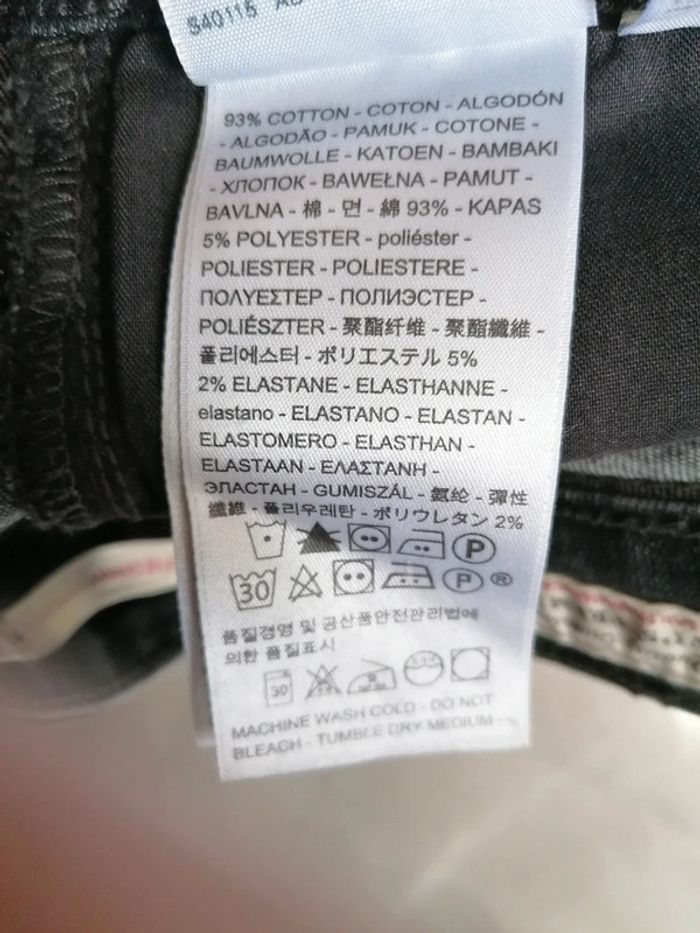 S40115
93% COTTON - COTON - ALGODÓN
- ALGODÃO - PAMUK - COTONE -
BAUMWOLLE - KATOEN - BAMBAKI
- ХЛОПОК - BAWEŁNA - PAMUT -
BAVLNA - 棉 - 면 - 綿 93% - KAPAS
5% POLYESTER - poliéster -
POLIESTER - POLIESTERE -
ΠΟΛΥΕΣΤΕΡ - ПОЛИЭСТЕР -
POLIÉSZTER - 聚酯纤维 - 聚酯纖維 -
폴리에스터 - ポリエステル 5%
2% ELASTANE - ELASTHANNE -
elastano - ELASTANO - ELASTAN -
ELASTOMERO - ELASTHAN -
ELASTAAN - ΕΛΑΣΤΑΝΗ -
ЭЛАСТАН - GUMISZÁL - 氨纶 - 彈性
纖維 - 폴리우레탄 - ポリウレタン 2%
P
30 P ®
품질경영 및 공산품안전관리법에
의한 품질표시
30
MACHINE WASH COLD - DO NOT
BLEACH - TUMBLE DRY MEDIUM -